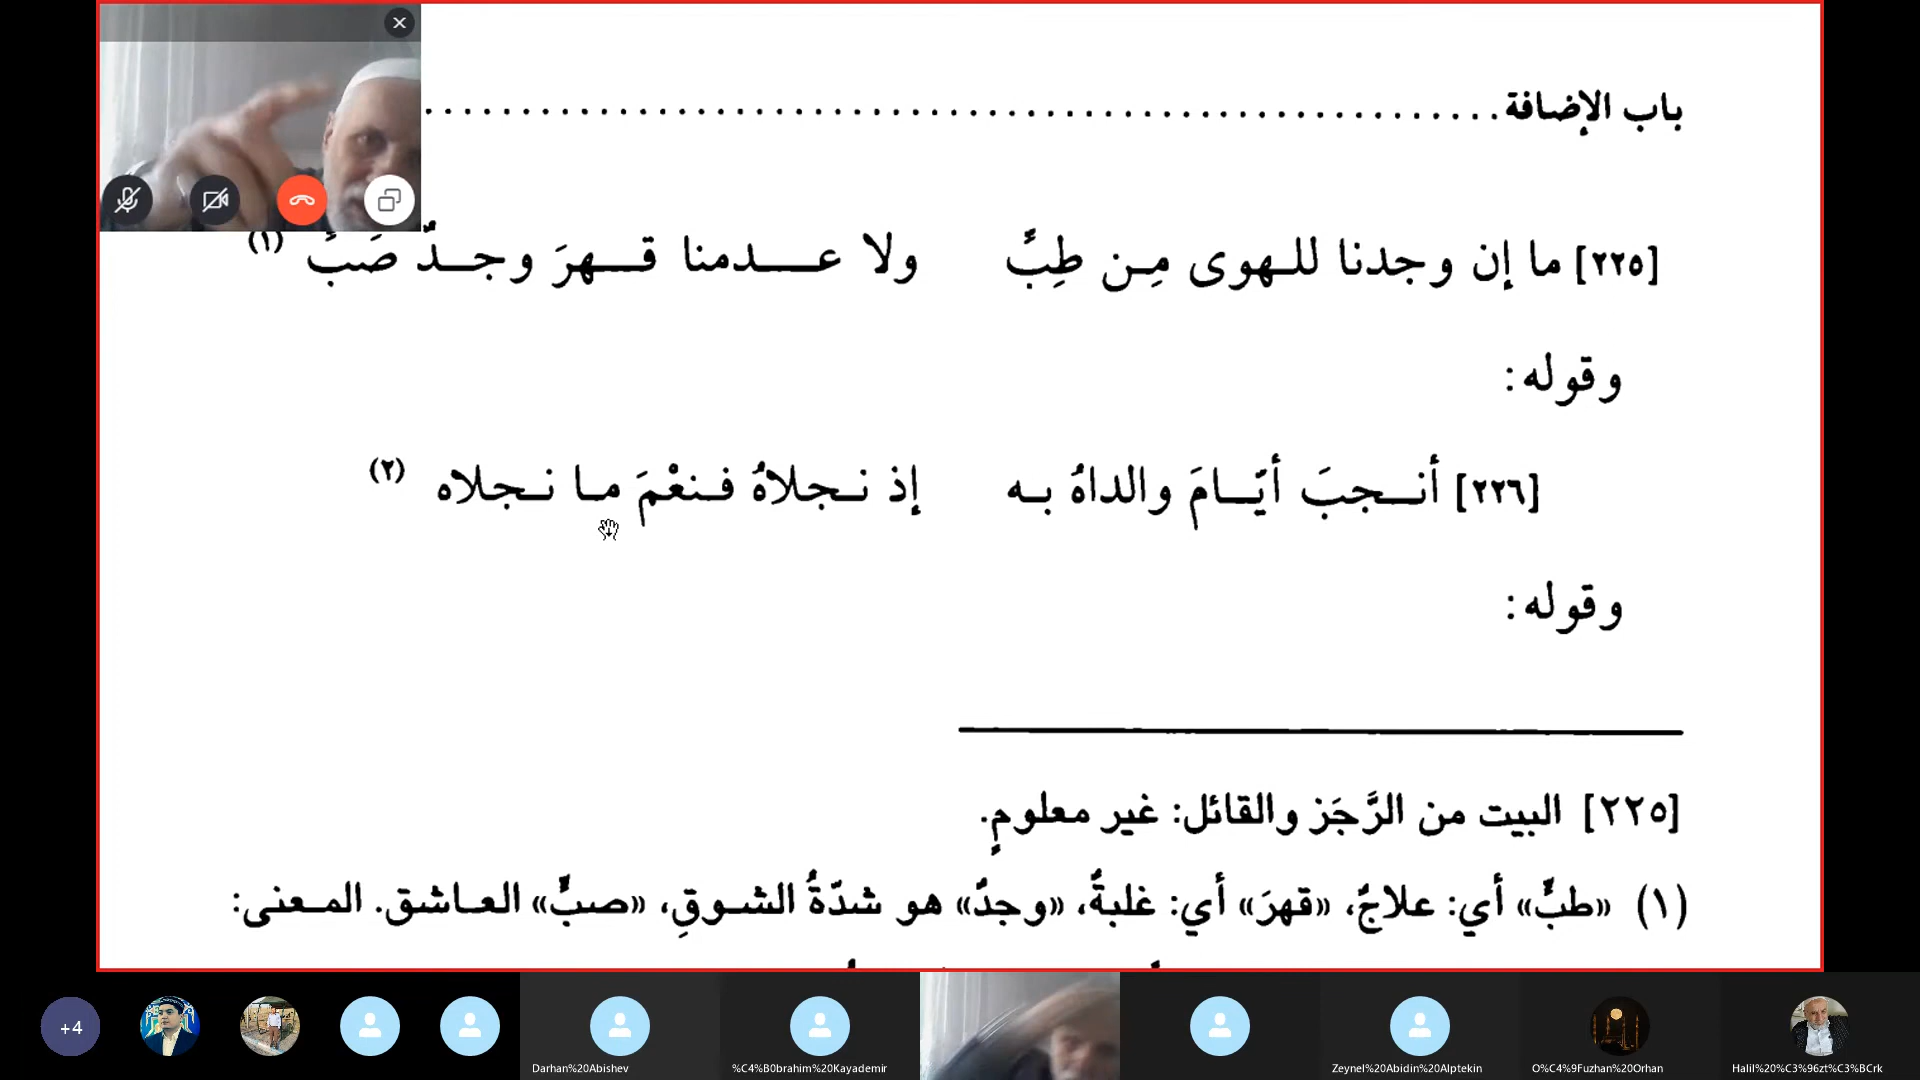 باب الإضافة
[٢٢٥] ما إن وجدنا للهوى مِن طِبٍّ ولا عدمنا قهرَ وجدٌ صَبِّ (١)
وقوله:
[٢٢٦] أنجبَ أيّامَ والداهُ به إذ نجلاهُ فنعْمَ ما نجلاه (٢)
وقوله:
[٢٢٥] البيت من الرَّجَز والقائل: غير معلومٍ.
(١) «طبٍّ» أي: علاجٌ، «قهرَ» أي: غلبةٌ، «وجدٌ» هو شدّةُ الشوقِ، «صبٍّ» العاشق. المعنى:
+4
Darhan%20Abishev
%C4%B0brahim%20Kayademir
Zeynel%20Abidin%20Alptekin
O%C4%9Fuzhan%20Orhan
Halil%20%C3%96zt%C3%BCrk